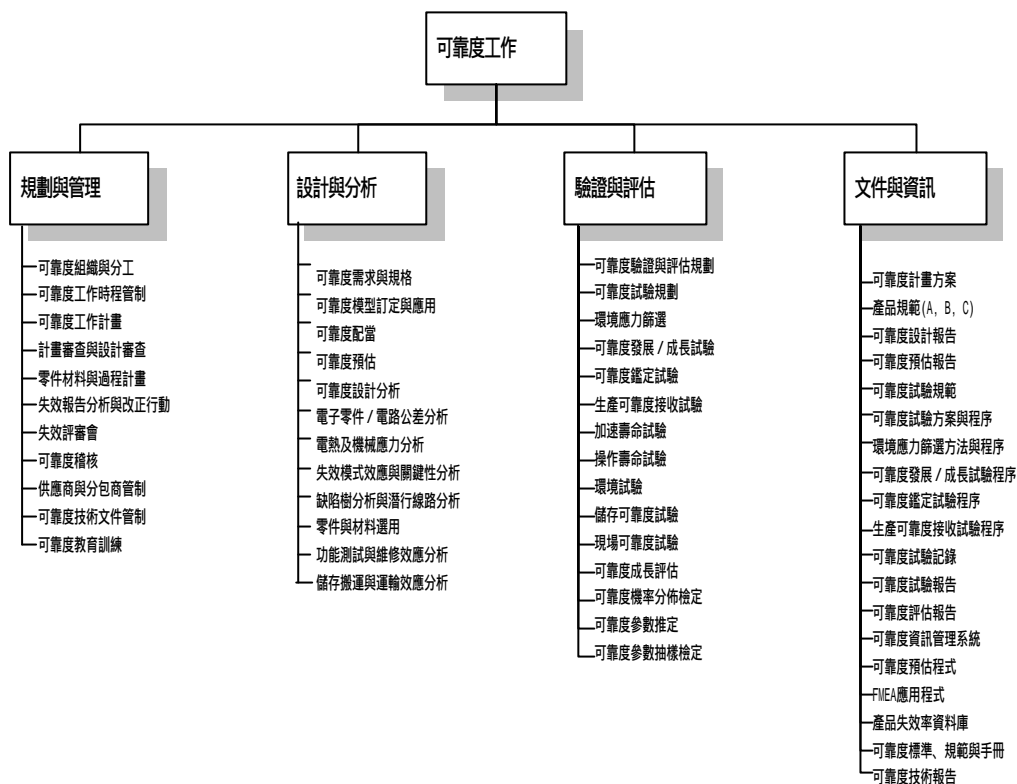 可靠度工作
規劃與管理
可靠度組織與分工
可靠度工作時程管制
可靠度工作計畫
計畫審查與設計審查
零件材料與過程計畫
失效報告分析與改正行動
失效評審會
可靠度稽核
供應商與分包商管制
可靠度技術文件管制
可靠度教育訓練
設計與分析
可靠度需求與規格
可靠度模型訂定與應用
可靠度配當
可靠度預估
可靠度設計分析
電子零件/電路公差分析
電熱及機械應力分析
失效模式效應與關鍵性分析
缺陷樹分析與潛行線路分析
零件與材料選用
功能測試與維修效應分析
儲存搬運與運輸效應分析
驗證與評估
可靠度驗證與評估規劃
可靠度試驗規劃
環境應力篩選
可靠度發展/成長試驗
可靠度鑑定試驗
生產可靠度接收試驗
加速壽命試驗
操作壽命試驗
環境試驗
儲存可靠度試驗
現場可靠度試驗
可靠度成長評估
可靠度機率分佈檢定
可靠度參數推定
可靠度參數抽樣檢定
文件與資訊
可靠度計畫方案
產品規範(A, B, C)
可靠度設計報告
可靠度預估報告
可靠度試驗規範
可靠度試驗方案與程序
環境應力篩選方法與程序
可靠度發展/成長試驗程序
可靠度鑑定試驗程序
生產可靠度接收試驗程序
可靠度試驗記錄
可靠度試驗報告
可靠度評估報告
可靠度資訊管理系統
可靠度預估程式
FMEA應用程式
產品失效率資料庫
可靠度標準、規範與手冊
可靠度技術報告